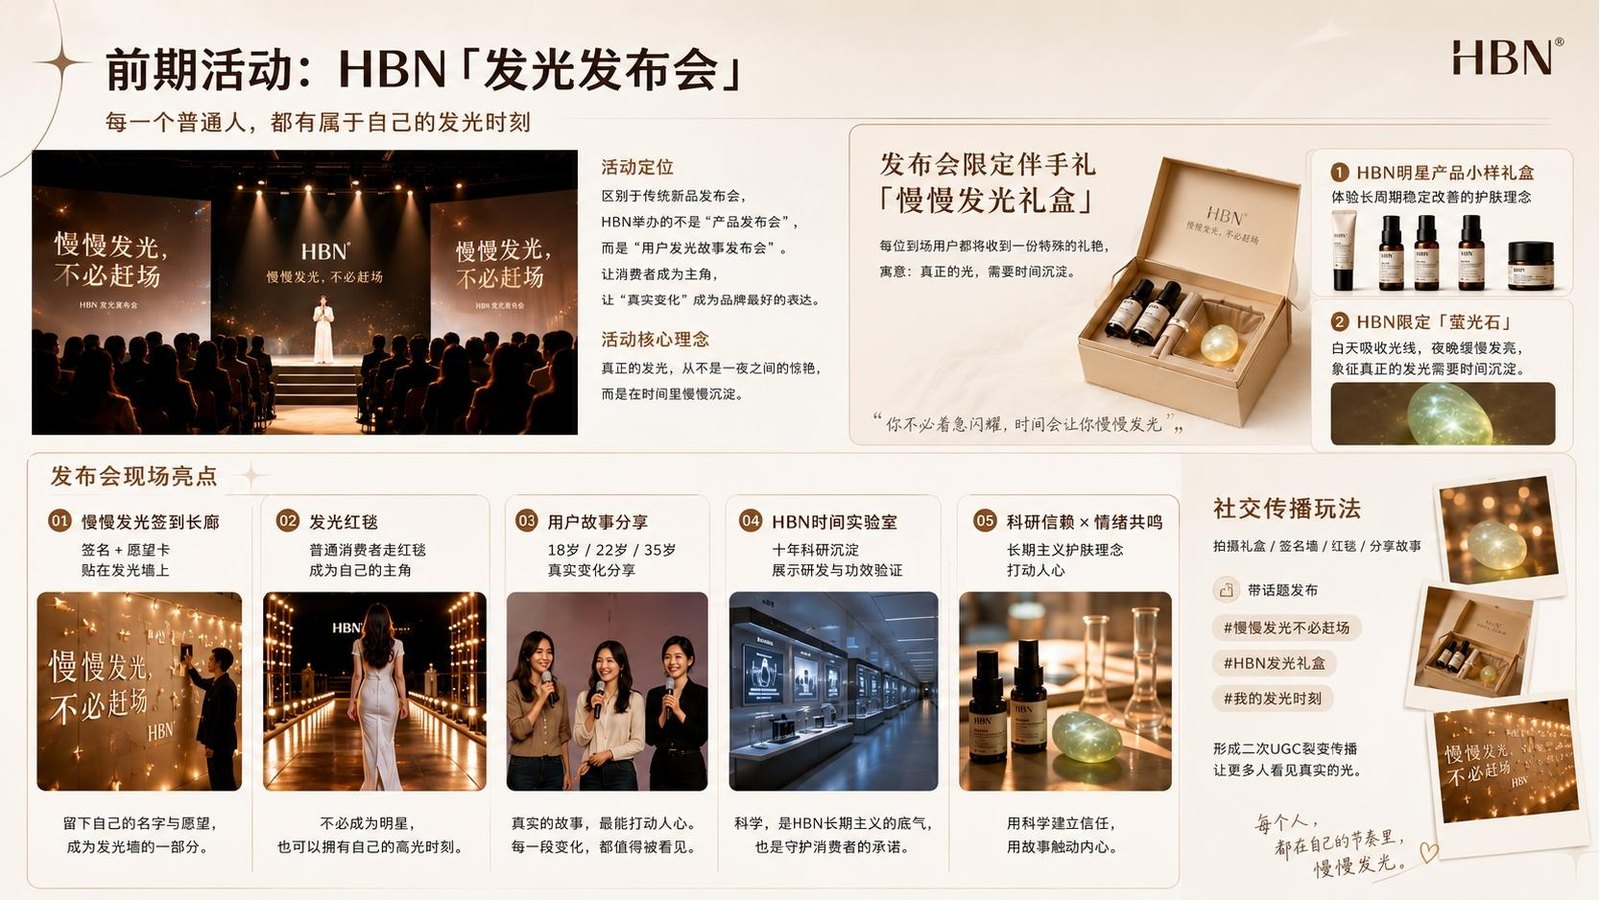 前期活动：HBN「发光发布会」
每一个普通人，都有属于自己的发光时刻
HBN®
慢慢发光，
不必赶场
HBN 发光发布会
HBN®
慢慢发光，不必赶场
慢慢发光，
不必赶场
HBN 发光发布会
活动定位
区别于传统新品发布会，
HBN举办的不是“产品发布会”，
而是“用户发光故事发布会”。
让消费者成为主角，
让“真实变化”成为品牌最好的表达。
活动核心理念
真正的发光，从不是一夜之间的惊艳，
而是在时间里慢慢沉淀。
发布会限定伴手礼
「慢慢发光礼盒」
每位到场用户都将收到一份特殊的礼艳，
寓意：真正的光，需要时间沉淀。
HBN®
慢慢发光，不必赶场
“你不必着急闪耀，时间会让你慢慢发光”
1 HBN明星产品小样礼盒
体验长周期稳定改善的护肤理念
2 HBN限定「萤光石」
白天吸收光线，夜晚缓慢发亮，
象征真正的发光需要时间沉淀。
发布会现场亮点
01 慢慢发光签到长廊
签名 + 愿望卡
贴在发光墙上
慢慢发光，
不必赶场
HBN
留下自己的名字与愿望，
成为发光墙的一部分。
02 发光红毯
普通消费者走红毯
成为自己的主角
HBN
不必成为明星，
也可以拥有自己的高光时刻。
03 用户故事分享
18岁 / 22岁 / 35岁
真实变化分享
真实的故事，最能打动人心。
每一段变化，都值得被看见。
04 HBN时间实验室
十年科研沉淀
展示研发与功效验证
科学，是HBN长期主义的底气，
也是守护消费者的承诺。
05 科研信赖 × 情绪共鸣
长期主义护肤理念
打动人心
HBN
HBN
用科学建立信任，
用故事触动内心。
社交传播玩法
拍摄礼盒 / 签名墙 / 红毯 / 分享故事
带话题发布
#慢慢发光不必赶场
#HBN发光礼盒
#我的发光时刻
形成二次UGC裂变传播
让更多人看见真实的光。
慢慢发光，
不必赶场
HBN
每个人，
都在自己的节奏里，
慢慢发光。